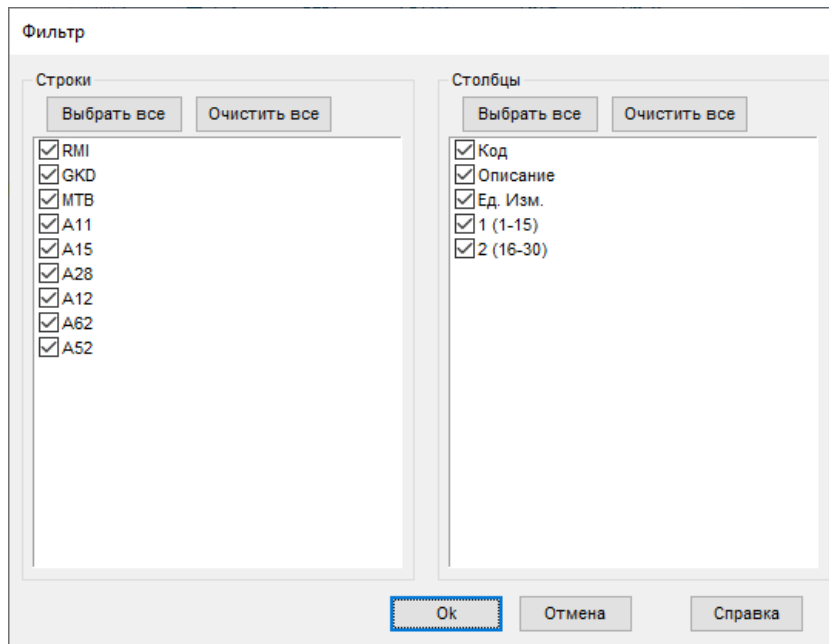 Фильтр
Строки
Выбрать все Очистить все
RMI
GKD
MTB
A11
A15
A28
A12
A62
A52
Столбцы
Выбрать все Очистить все
Код
Описание
Ед. Изм.
1 (1-15)
2 (16-30)
Ok Отмена Справка